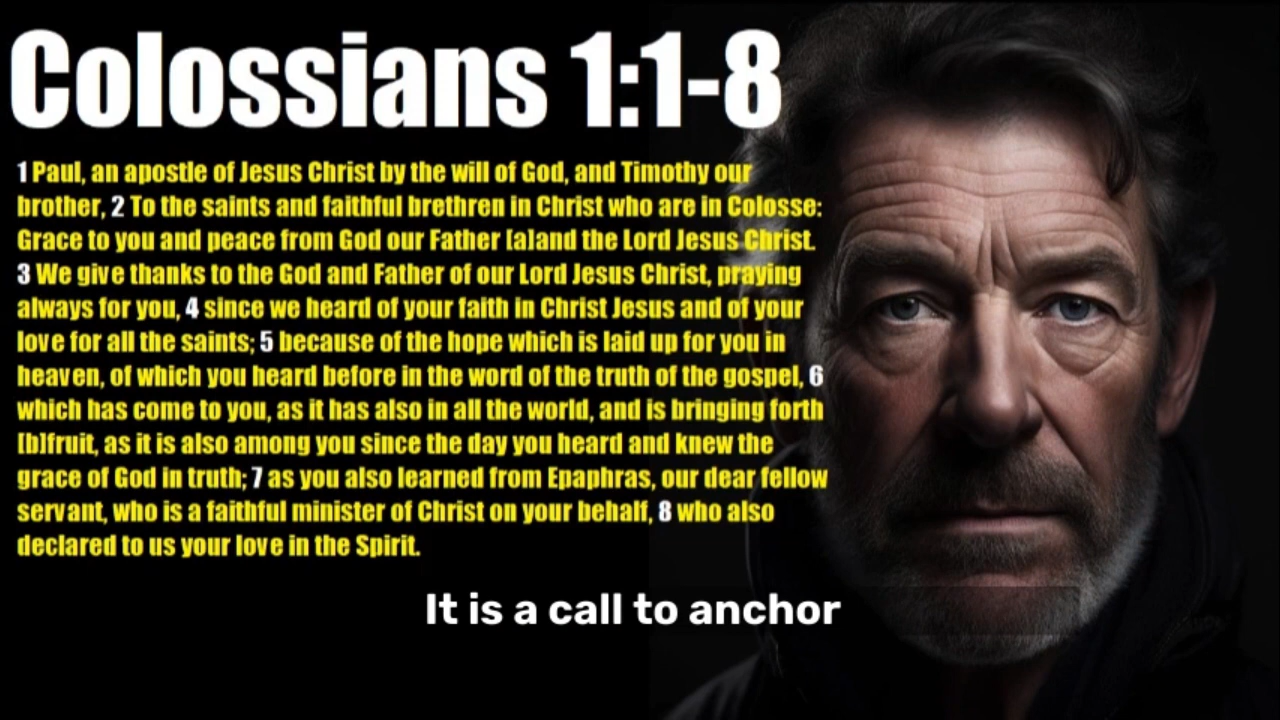 Colossians 1:1-8
1 Paul, an apostle of Jesus Christ by the will of God, and Timothy our
brother, 2 To the saints and faithful brethren in Christ who are in Colosse:
Grace to you and peace from God our Father [a]and the Lord Jesus Christ.
3 We give thanks to the God and Father of our Lord Jesus Christ, praying
always for you, 4 since we heard of your faith in Christ Jesus and of your
love for all the saints; 5 because of the hope which is laid up for you in
heaven, of which you heard before in the word of the truth of the gospel, 6
which has come to you, as it has also in all the world, and is bringing forth
[b]fruit, as it is also among you since the day you heard and knew the
grace of God in truth; 7 as you also learned from Epaphras, our dear fellow
servant, who is a faithful minister of Christ on your behalf, 8 who also
declared to us your love in the Spirit.
It is a call to anchor